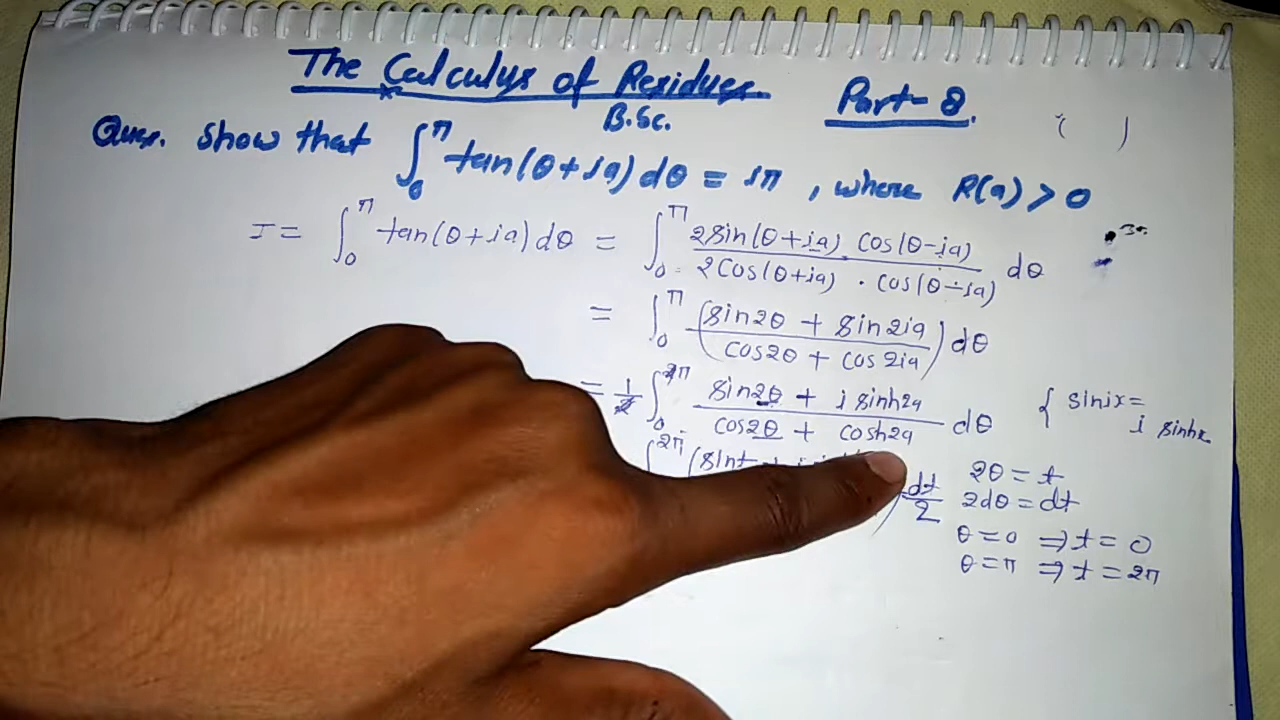 The Calculus of Residues. Part-8.
B.Sc. ( )
Ques. Show that ∫₀^π tan(θ+ia)dθ = iπ, where R(a) > 0
I = ∫₀^π tan(θ+ia)dθ = ∫₀^π 2sin(θ+ia).cos(θ-ia) / 2cos(θ+ia).cos(θ-ia) dθ
= ∫₀^π (sin2θ + sin2ia / cos2θ + cos2ia) dθ
sin2θ + i sinh2a / cos2θ + cosh2a dθ { sinix = i sinhx
∫₀^2π (sint + dt/2 2θ = t
2dθ = dt
θ = 0 ⇒ t = 0
θ = π ⇒ t = 2π